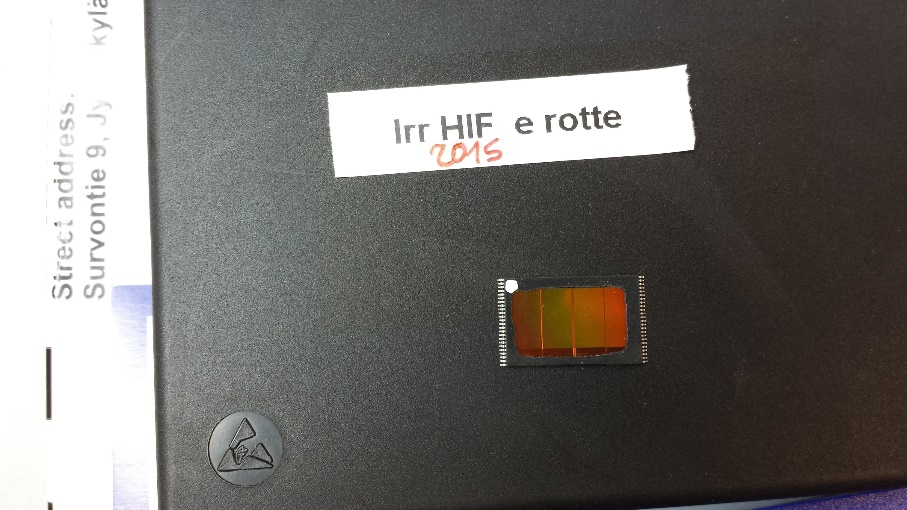 Irr HIF e rotte
2015
Street address.
Survontie 9, Jy kylä